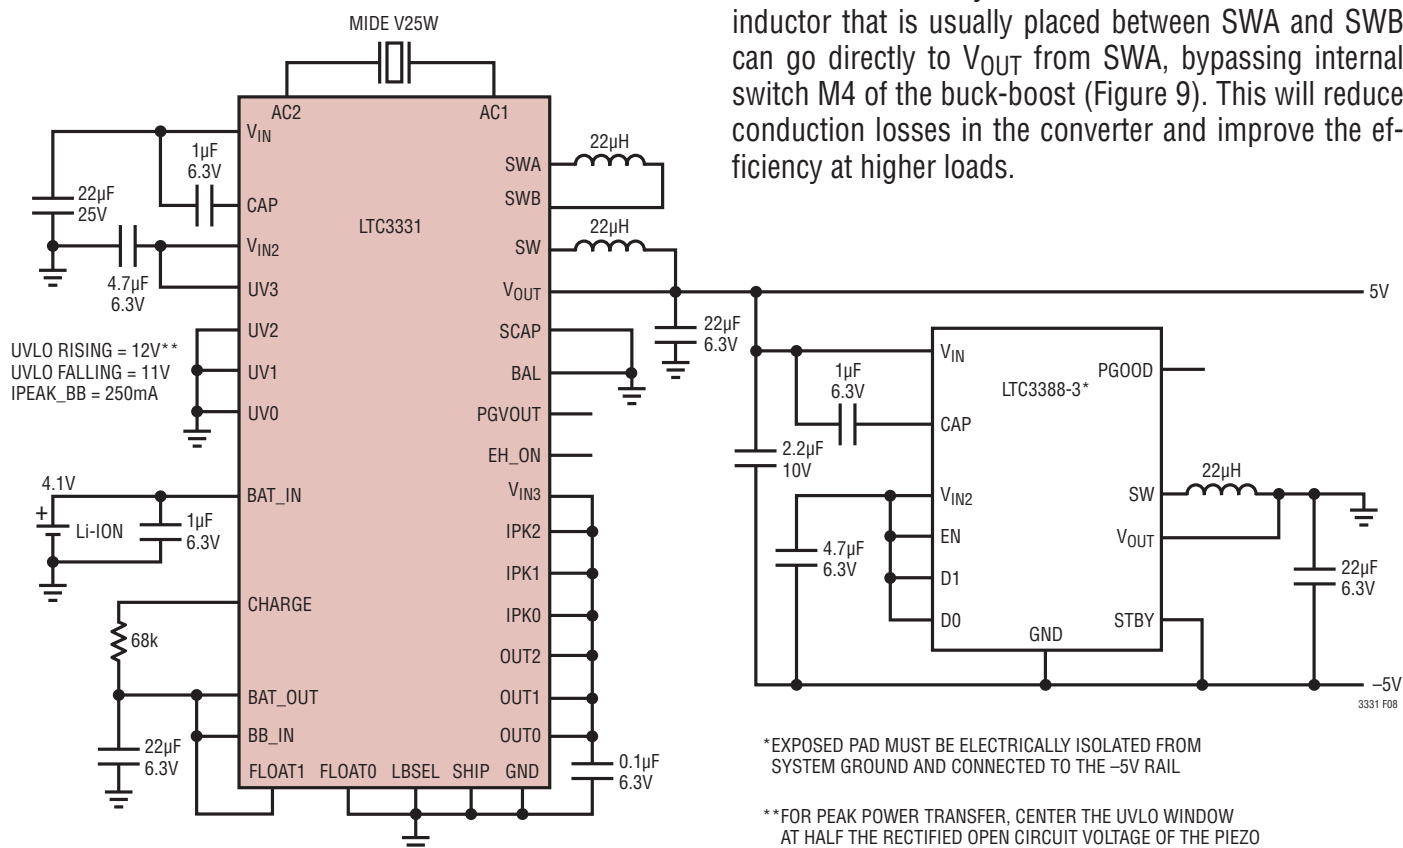 inductor that is usually placed between SWA and SWB
can go directly to VOUT from SWA, bypassing internal
switch M4 of the buck-boost (Figure 9). This will reduce
conduction losses in the converter and improve the ef-
ficiency at higher loads.
MIDE V25W
AC2
AC1
VIN
1µF
6.3V
22µF
25V
CAP
VIN2
4.7µF
6.3V
UV3
UV2
UVLO RISING = 12V**
UVLO FALLING = 11V
IPEAK_BB = 250mA
UV1
UV0
4.1V
+
Li-ION
1µF
6.3V
BAT_IN
CHARGE
68k
BAT_OUT
BB_IN
22µF
6.3V
FLOAT1
FLOAT0
LBSEL
SHIP
GND
LTC3331
SWA
22µH
SWB
SW
22µH
VOUT
22µF
6.3V
SCAP
BAL
PGVOUT
EH_ON
VIN3
IPK2
IPK1
IPK0
OUT2
OUT1
OUT0
0.1µF
6.3V
5V
VIN
PGOOD
LTC3388-3*
1µF
6.3V
CAP
2.2µF
10V
VIN2
EN
D1
D0
4.7µF
6.3V
SW
22µH
VOUT
22µF
6.3V
STBY
GND
–5V
3331 F08
*EXPOSED PAD MUST BE ELECTRICALLY ISOLATED FROM
SYSTEM GROUND AND CONNECTED TO THE –5V RAIL
**FOR PEAK POWER TRANSFER, CENTER THE UVLO WINDOW
AT HALF THE RECTIFIED OPEN CIRCUIT VOLTAGE OF THE PIEZO